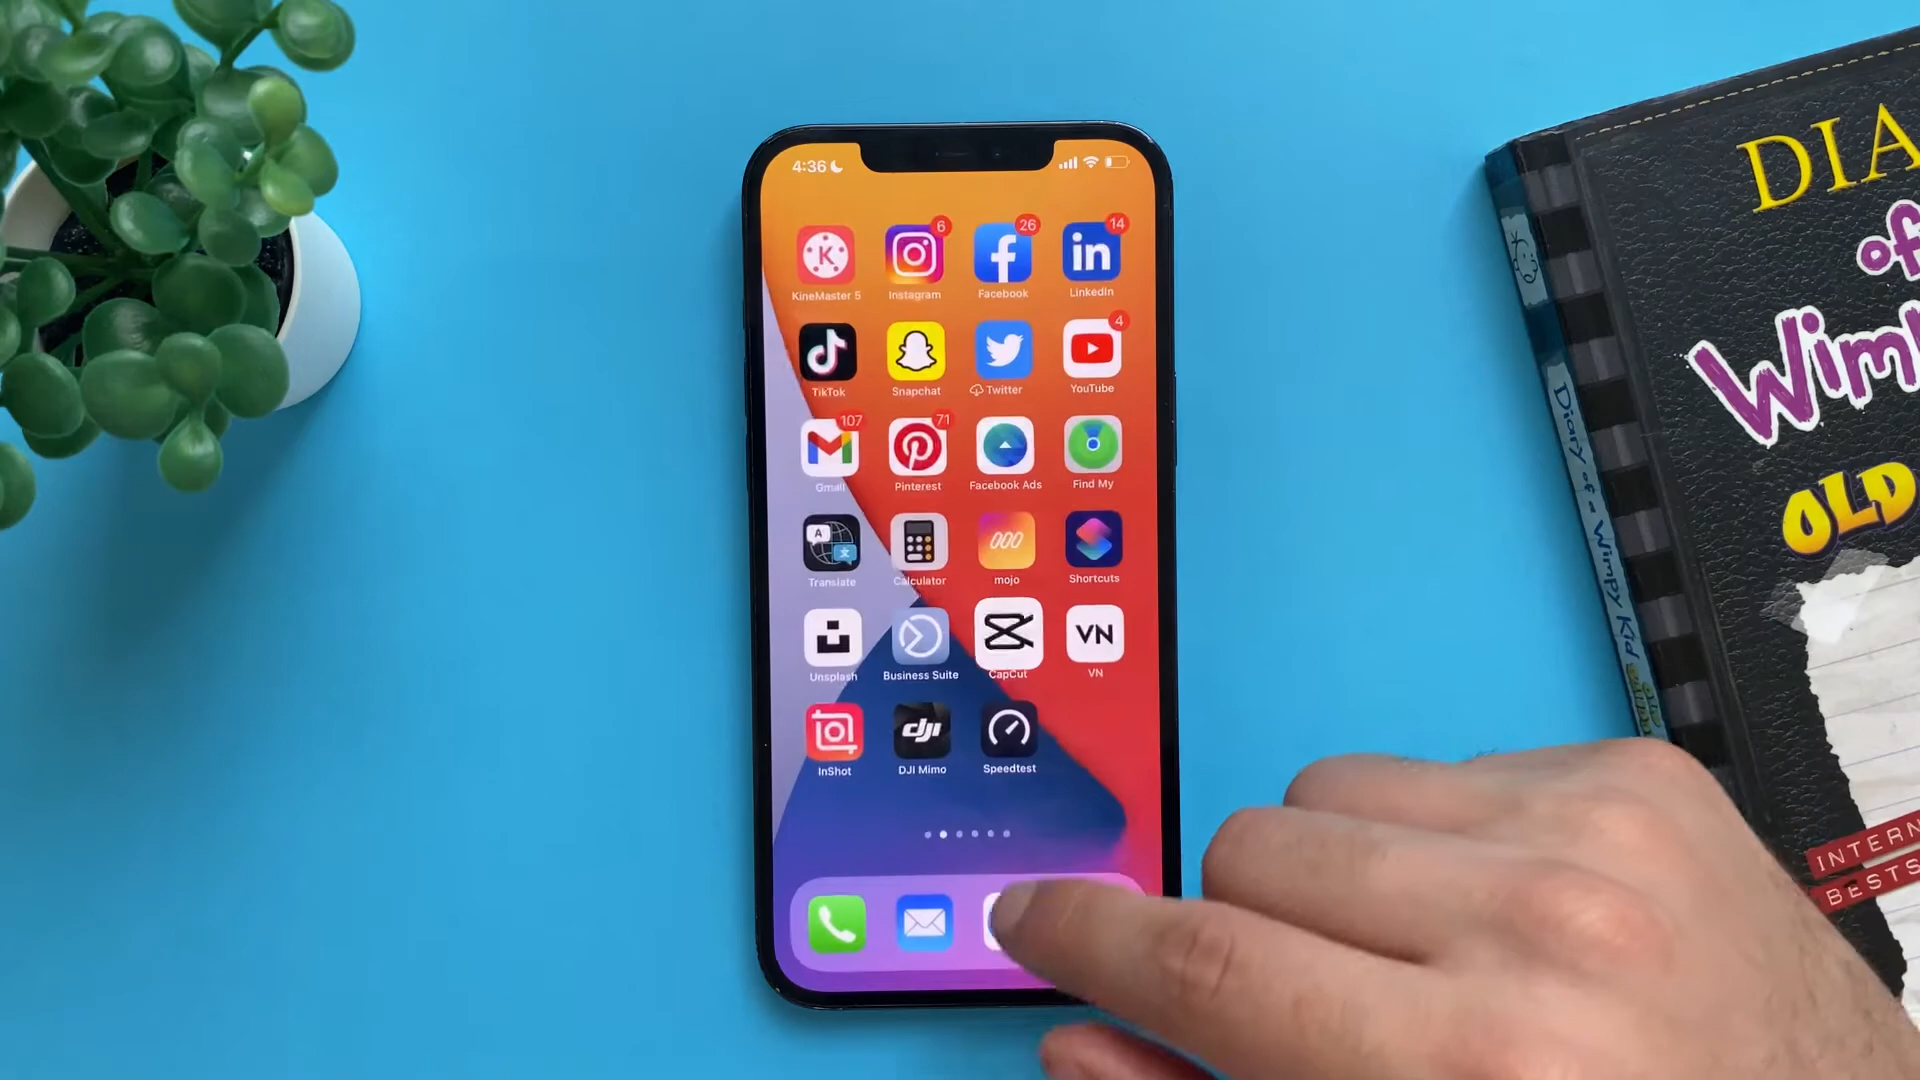 4:36
6
26
14
KineMaster 5
Instagram
Facebook
LinkedIn
4
TikTok
Snapchat
Twitter
YouTube
107
71
Gmail
Pinterest
Facebook Ads
Find My
Translate
Calculator
mojo
Shortcuts
VN
Unsplash
Business Suite
CapCut
VN
dji
InShot
DJI Mimo
Speedtest
DIA
of
Wim
OLD
INTERN
BESTS
Diary of a Wimpy Kid